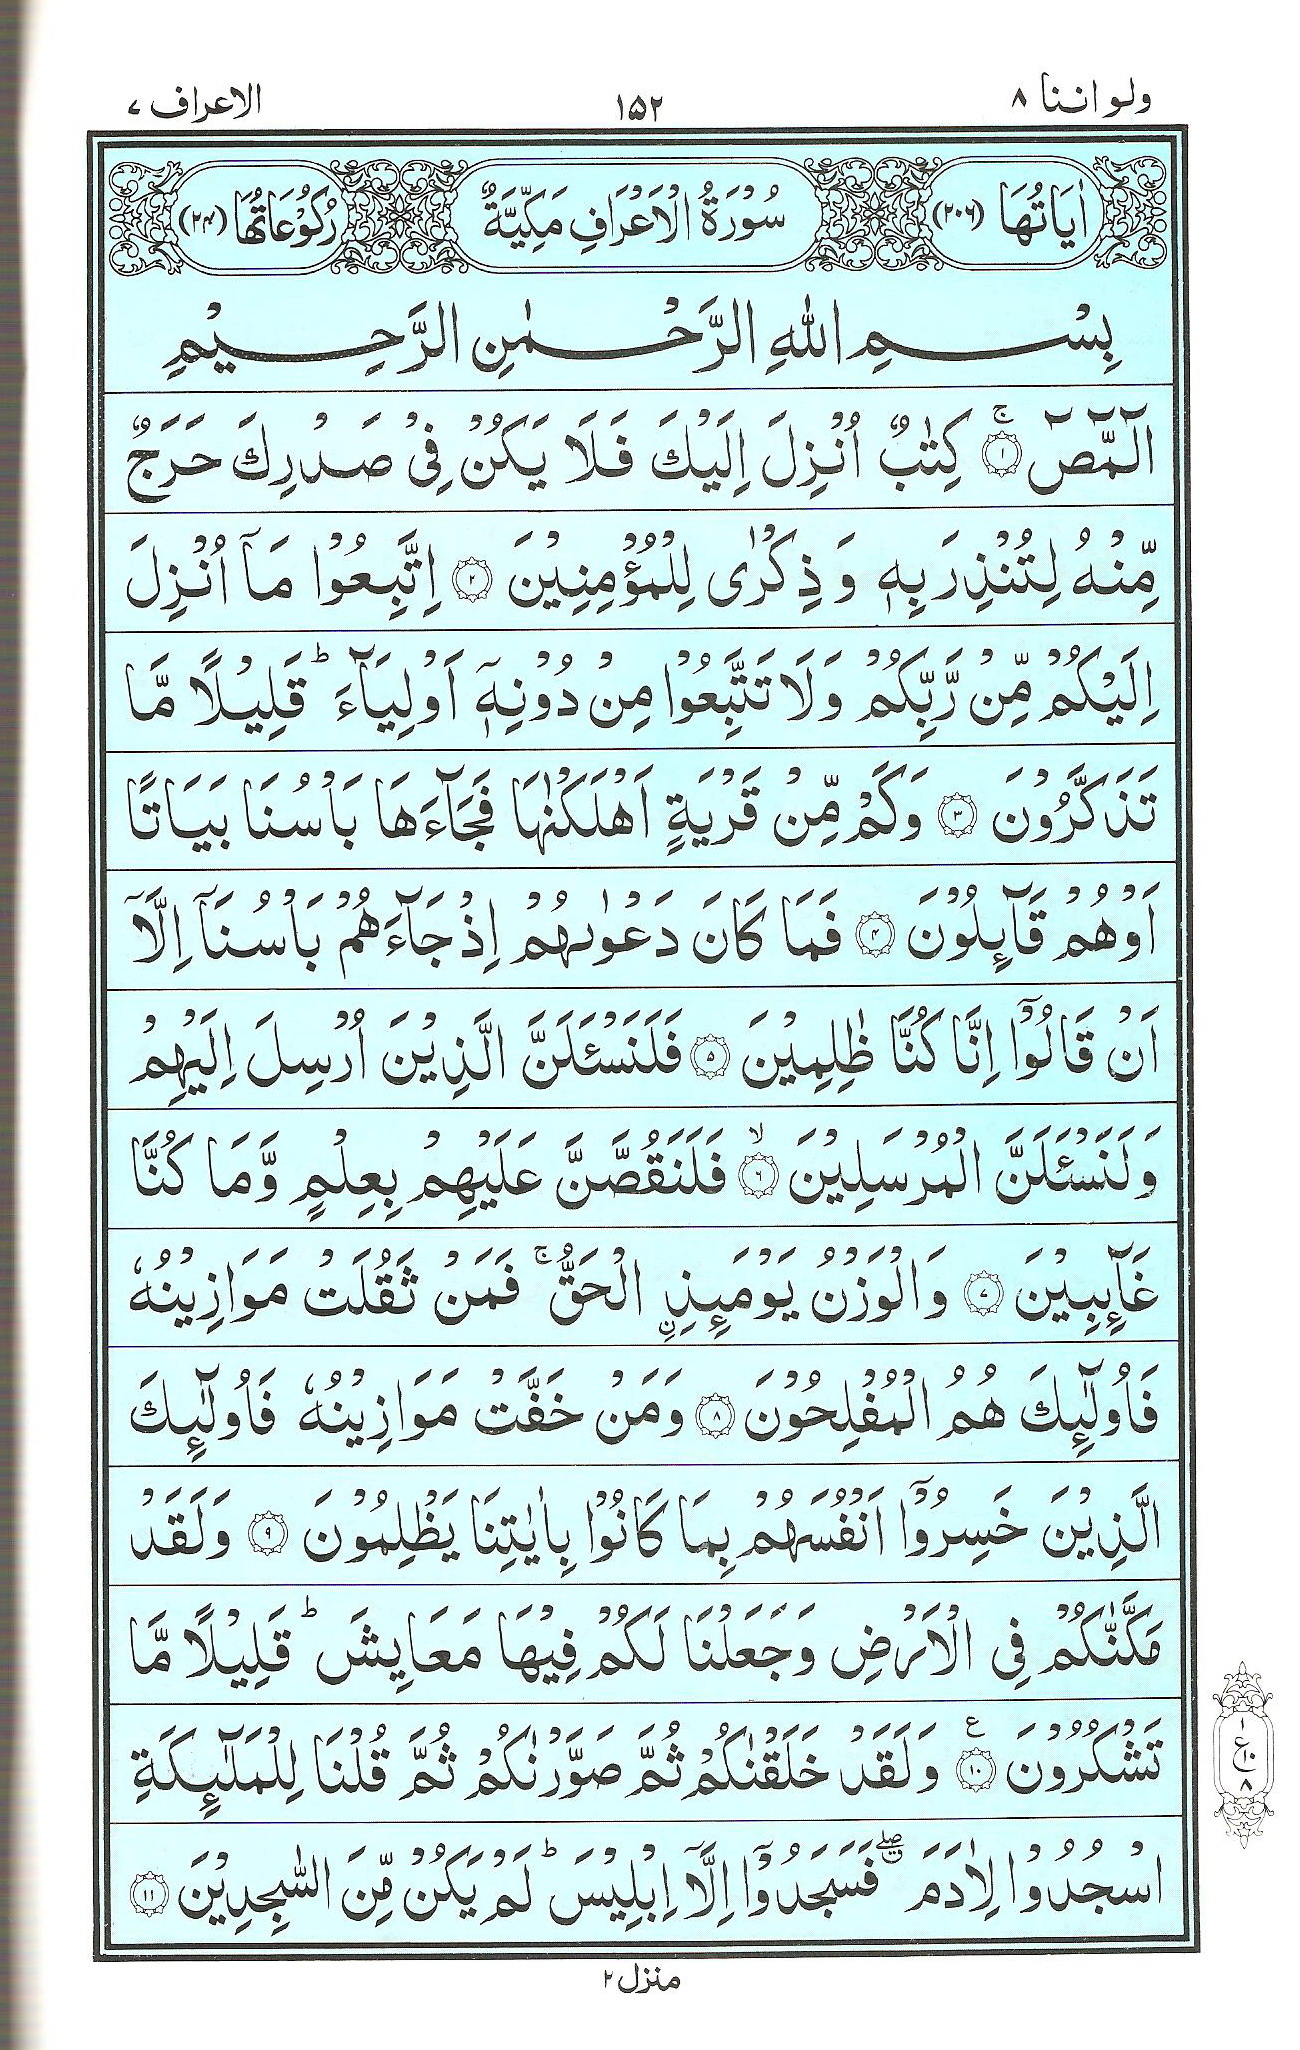 ولو اننا ٨
١٥٢
الاعراف ٧
اٰيَاتُهَا (٢٠٦)
سُوْرَةُ الْاَعْرَافِ مَكِّيَّةٌ
رُكُوْعَاتُهَا (٢٤)
بِسْمِ اللّٰهِ الرَّحْمٰنِ الرَّحِيْمِ
الٓمّٓصٓ ۚ ﴿١﴾ كِتٰبٌ اُنْزِلَ اِلَيْكَ فَلَا يَكُنْ فِيْ صَدْرِكَ حَرَجٌ
مِّنْهُ لِتُنْذِرَ بِهٖ وَ ذِكْرٰى لِلْمُؤْمِنِيْنَ ﴿٢﴾ اِتَّبِعُوْا مَآ اُنْزِلَ
اِلَيْكُمْ مِّنْ رَّبِّكُمْ وَلَا تَتَّبِعُوْا مِنْ دُوْنِهٖٓ اَوْلِيَآءَ ؕ قَلِيْلًا مَّا
تَذَكَّرُوْنَ ﴿٣﴾ وَكَمْ مِّنْ قَرْيَةٍ اَهْلَكْنٰهَا فَجَآءَهَا بَاْسُنَا بَيَاتًا
اَوْ هُمْ قَآئِلُوْنَ ﴿٤﴾ فَمَا كَانَ دَعْوٰىهُمْ اِذْ جَآءَهُمْ بَاْسُنَآ اِلَّآ
اَنْ قَالُوْٓا اِنَّا كُنَّا ظٰلِمِيْنَ ﴿٥﴾ فَلَنَسْـَٔلَنَّ الَّذِيْنَ اُرْسِلَ اِلَيْهِمْ
وَلَنَسْـَٔلَنَّ الْمُرْسَلِيْنَ ۙ ﴿٦﴾ فَلَنَقُصَّنَّ عَلَيْهِمْ بِعِلْمٍ وَّمَا كُنَّا
غَآئِبِيْنَ ﴿٧﴾ وَالْوَزْنُ يَوْمَئِذِ ِۨ الْحَقُّ ۚ فَمَنْ ثَقُلَتْ مَوَازِيْنُهٗ
فَاُولٰٓئِكَ هُمُ الْمُفْلِحُوْنَ ﴿٨﴾ وَمَنْ خَفَّتْ مَوَازِيْنُهٗ فَاُولٰٓئِكَ
الَّذِيْنَ خَسِرُوْٓا اَنْفُسَهُمْ بِمَا كَانُوْا بِاٰيٰتِنَا يَظْلِمُوْنَ ﴿٩﴾ وَلَقَدْ
مَكَّنّٰكُمْ فِي الْاَرْضِ وَجَعَلْنَا لَكُمْ فِيْهَا مَعَايِشَ ؕ قَلِيْلًا مَّا
تَشْكُرُوْنَ ۧ ﴿١٠﴾ وَلَقَدْ خَلَقْنٰكُمْ ثُمَّ صَوَّرْنٰكُمْ ثُمَّ قُلْنَا لِلْمَلٰٓئِكَةِ
١ ع ١٠ ٨
اسْجُدُوْا لِاٰدَمَ ۖ فَسَجَدُوْٓا اِلَّآ اِبْلِيْسَ ؕ لَمْ يَكُنْ مِّنَ السّٰجِدِيْنَ ﴿١١﴾
منزل ٢